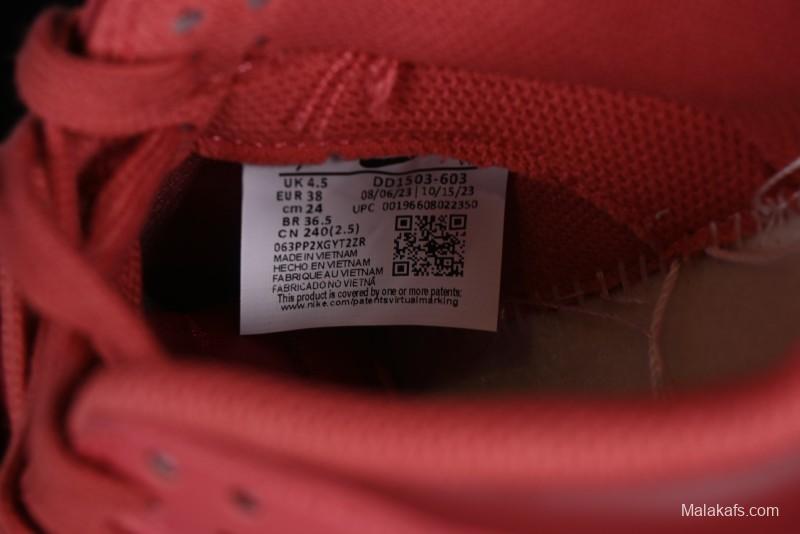 UK 4.5 DD1503-603
EUR 38 08/06/23 | 10/15/23
cm 24 UPC 00196608022350
BR 36.5
CN 240(2.5)
063PP2XGYT2ZR
MADE IN VIETNAM
HECHO EN VIETNAM
FABRIQUE AU VIETNAM
FABRICADO NO VIETNÃ
This product is covered by one or more patents:
www.nike.com/patentsvirtualmarking
Malakafs.com